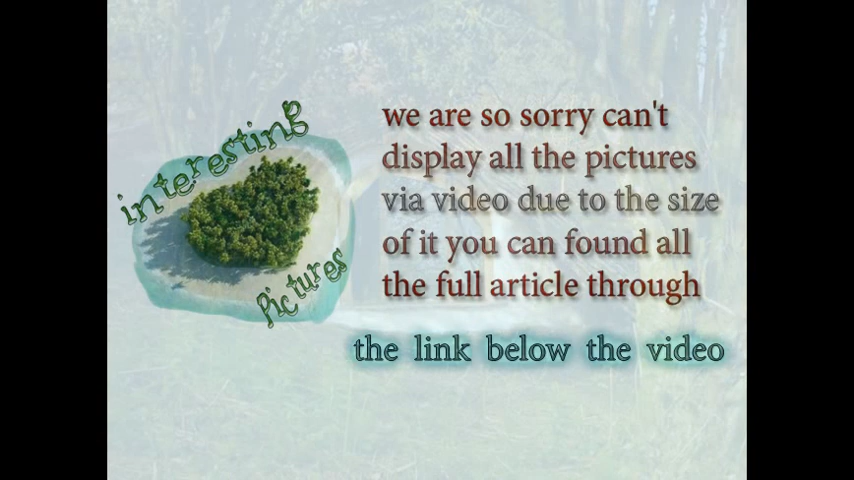 interesting
Pictures
we are so sorry can't
display all the pictures
via video due to the size
of it you can found all
the full article through
the link below the video